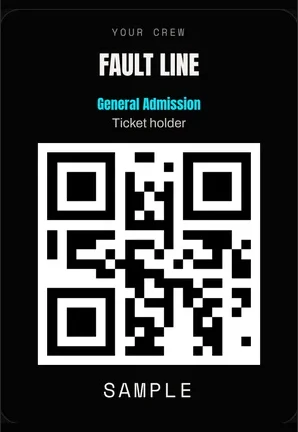 YOUR CREW
FAULT LINE
General Admission
Ticket holder
SAMPLE